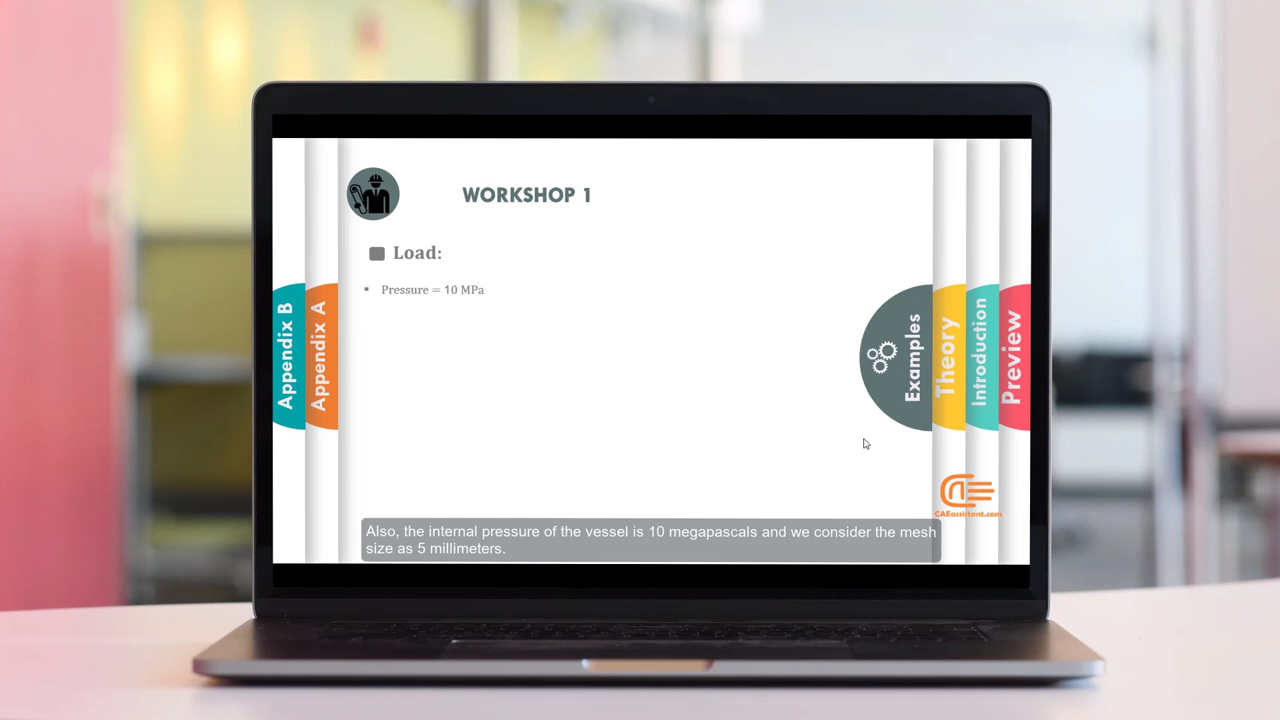 WORKSHOP 1
Load:
Pressure = 10 MPa
Appendix B
Appendix A
Examples
Theory
Introduction
Preview
CAEassistant.com
Also, the internal pressure of the vessel is 10 megapascals and we consider the mesh
size as 5 millimeters.